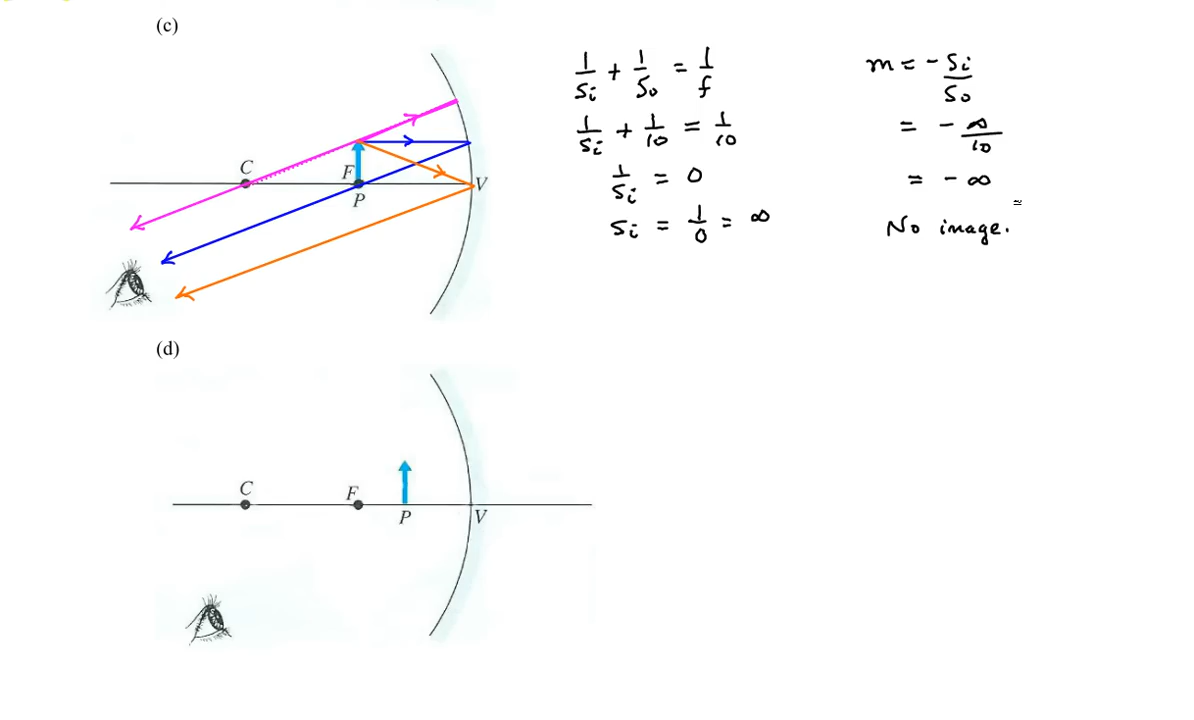 (c)
1/si + 1/so = 1/f
1/si + 1/10 = 1/10
1/si = 0
si = 1/0 = ∞
m = - si/so
= - ∞/10
= - ∞
No image.
C
F
P
V
(d)
C
F
P
V